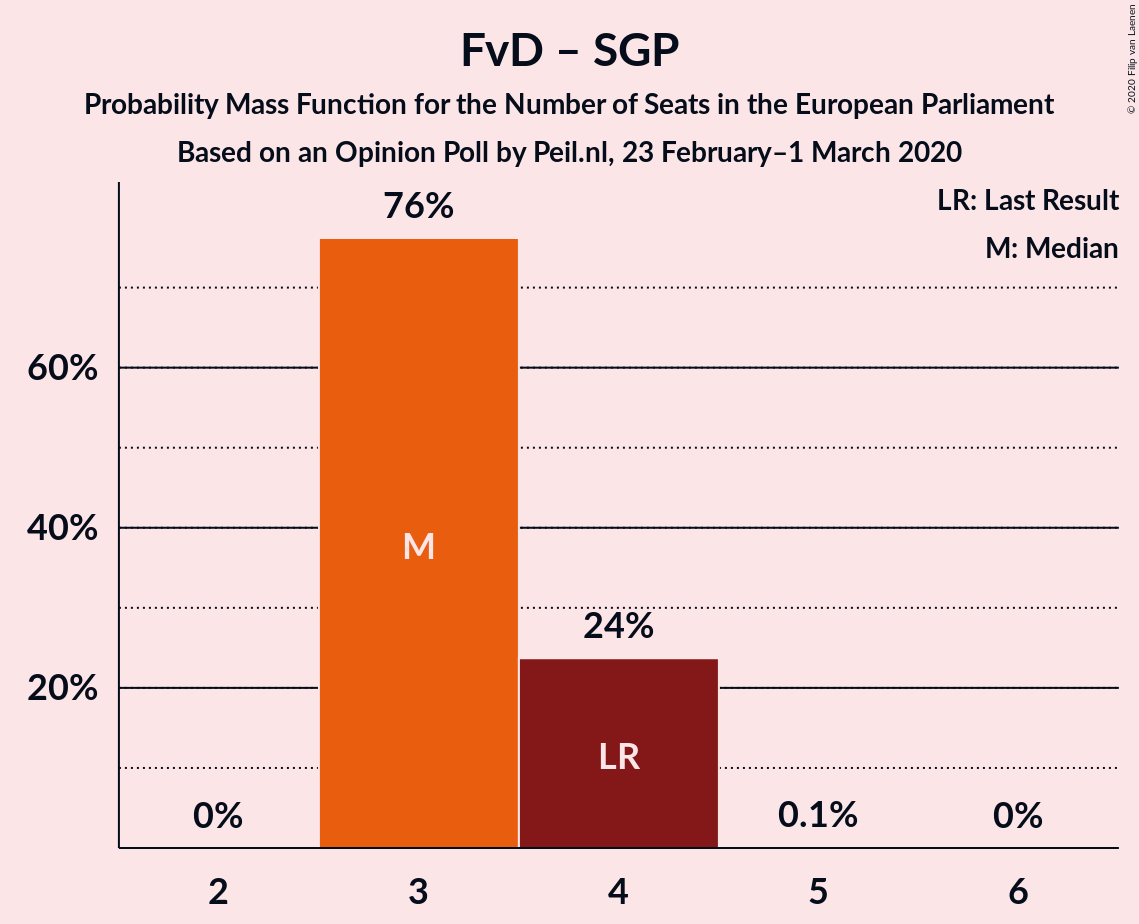 FvD – SGP
Probability Mass Function for the Number of Seats in the European Parliament
Based on an Opinion Poll by Peil.nl, 23 February–1 March 2020
© 2020 Filip van Laenen
LR: Last Result
M: Median
76%
60%
M
40%
24%
20%
LR
0%
0.1%
0%
2
3
4
5
6